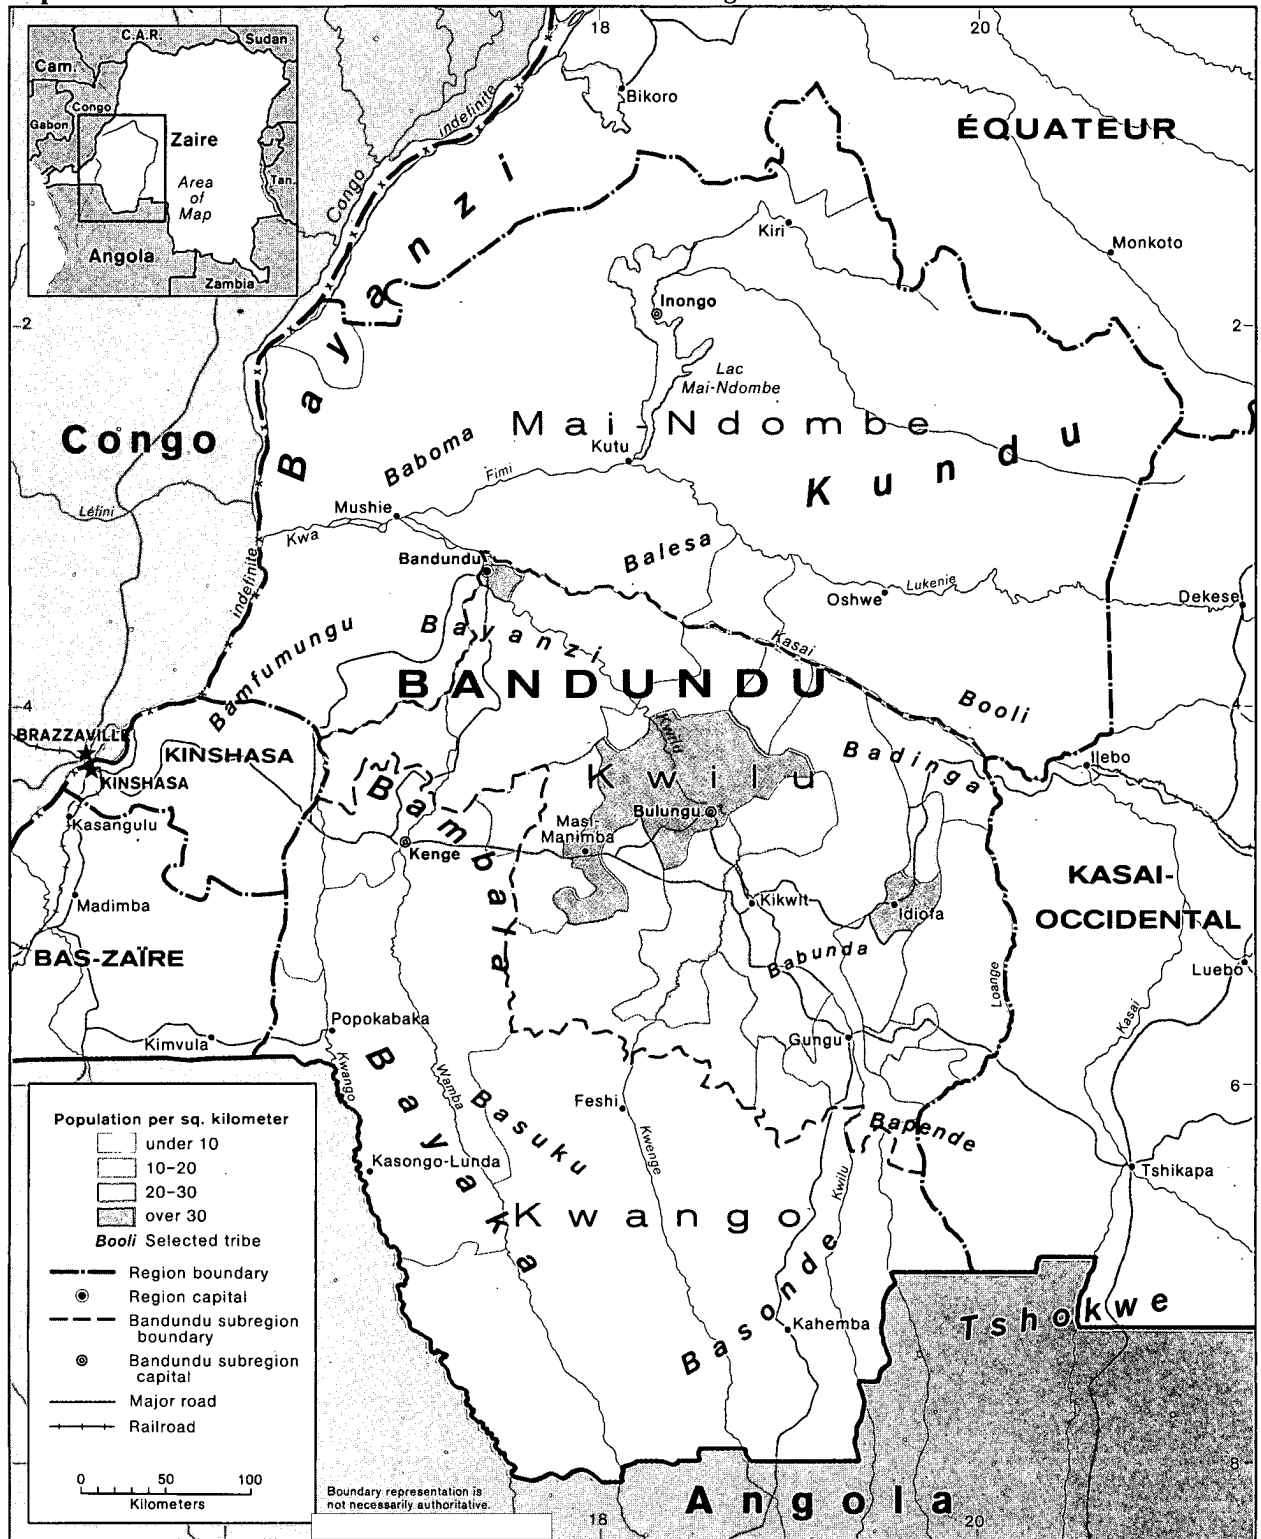 18
20
C.A.R.
Sudan
Cam.
Congo
Gabon
Zaire
Area
of
Map
Tan.
Angola
Zambia
Bikoro
Indefinite
ÉQUATEUR
Congo
Bayanzi
Kiri
Monkoto
Inongo
2
2
Lac
Mai-Ndombe
Congo
Mai-Ndombe
Kundu
Baboma
Kutu
Fimi
Léfini
Mushie
Kwa
Bandundu
Balesa
Indefinite
Oshwe
Lukenie
Dekese
Bamfumungu
Bayanzi
Kasai
BANDUNDU
Booli
4
4
BRAZZAVILLE
KINSHASA
KINSHASA
Kwilu
Badinga
Ilebo
Bambala
Kwilu
Kasangulu
Bulungu
Masi-
Manimba
Kenge
KASAI-
OCCIDENTAL
Madimba
Kikwit
Idiofa
BAS-ZAÏRE
Babunda
Luebo
Loange
Kasai
Popokabaka
Kimvula
Gungu
Kwango
Wamba
Bayaka
Basuku
Feshi
6
Kwenge
Bapende
Kasongo-Lunda
Kwilu
Tshikapa
Kwango
Basonde
Kahemba
Tshokwe
8
Angola
18
20
Population per sq. kilometer
under 10
10-20
20-30
over 30
Booli Selected tribe
Region boundary
Region capital
Bandundu subregion
boundary
Bandundu subregion
capital
Major road
Railroad
0 50 100
Kilometers
Boundary representation is
not necessarily authoritative.